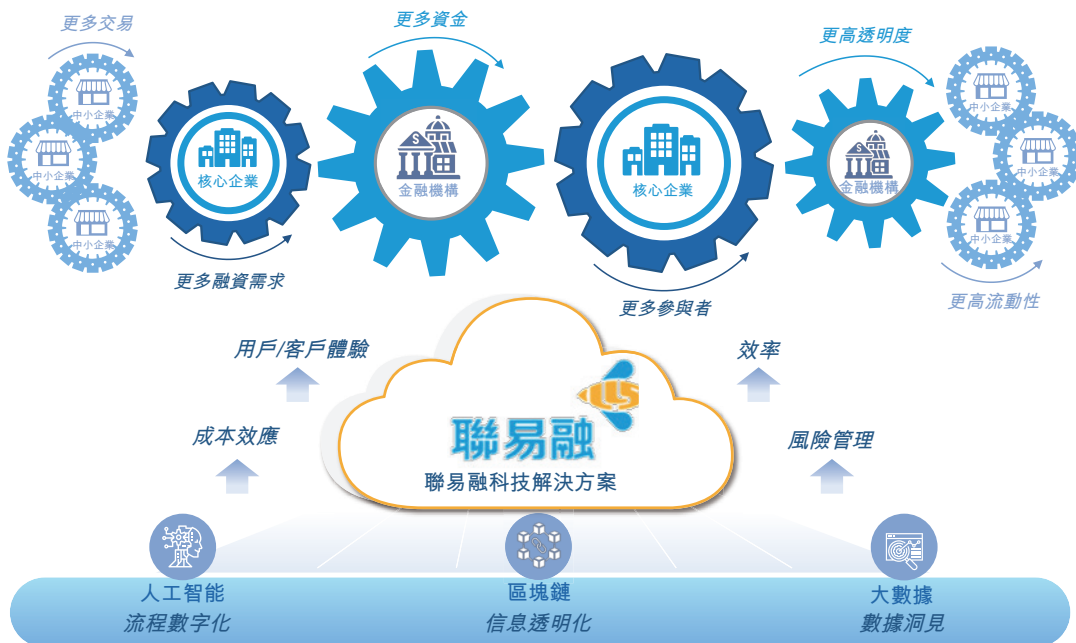 更多交易
更多資金
更高透明度
中小企業
中小企業
中小企業
核心企業
金融機構
核心企業
金融機構
中小企業
中小企業
中小企業
更多融資需求
更多參與者
更高流動性
用戶/客戶體驗
效率
成本效應
風險管理
LLS
聯易融
聯易融科技解決方案
人工智能
流程數字化
區塊鏈
信息透明化
大數據
數據洞見